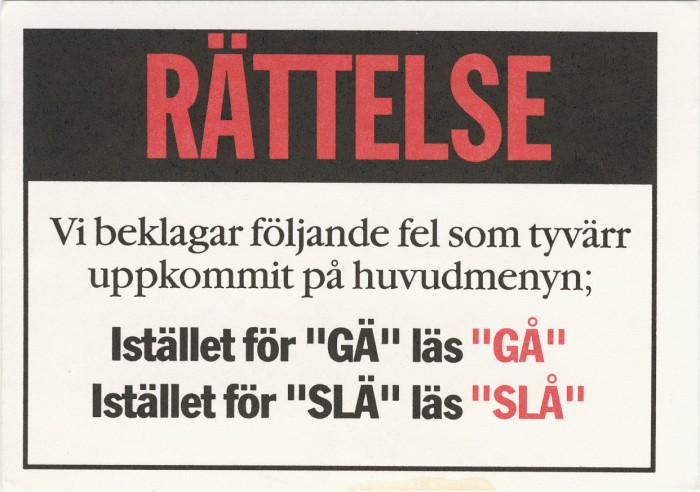 RÄTTELSE
Vi beklagar följande fel som tyvärr
uppkommit på huvudmenyn;
Istället för "GÄ" läs "GÅ"
Istället för "SLÄ" läs "SLÅ"